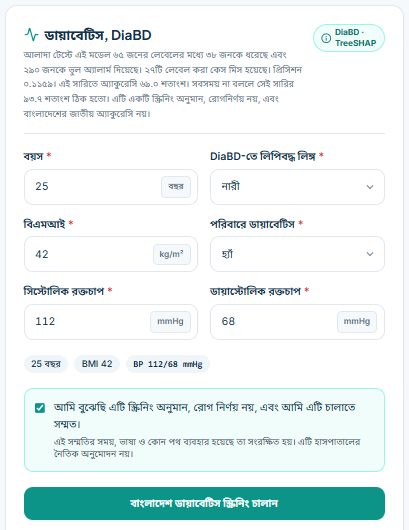 ডায়াবেটিস, DiaBD
DiaBD ·
TreeSHAP
আলাদা টেস্টে এই মডেল ৬৫ জনের লেবেলের মধ্যে ৩৮ জনকে ধরেছে এবং
২৯০ জনকে ভুল অ্যালার্ম দিয়েছে। ২৭টি লেবেল করা কেস মিস হয়েছে। প্রিসিশন
০.১১৫৯। এই সারিতে অ্যাকুরেসি ৬৯.০ শতাংশ। সবসময় না বললে সেই সারির
৯৩.৭ শতাংশ ঠিক হতো। এটি একটি স্ক্রিনিং অনুমান, রোগনির্ণয় নয়, এবং
বাংলাদেশের জাতীয় অ্যাকুরেসি নয়।
বয়স *
DiaBD-তে লিপিবদ্ধ লিঙ্গ *
25 বছর
নারী
বিএমআই *
পরিবারে ডায়াবেটিস *
42 kg/m²
হ্যাঁ
সিস্টোলিক রক্তচাপ *
ডায়াস্টোলিক রক্তচাপ *
112 mmHg
68 mmHg
25 বছর BMI 42 BP 112/68 mmHg
আমি বুঝেছি এটি স্ক্রিনিং অনুমান, রোগ নির্ণয় নয়, এবং আমি এটি চালাতে
সম্মত।
এই সম্মতির সময়, ভাষা ও কোন পথ ব্যবহার হয়েছে তা সংরক্ষিত হয়। এটি হাসপাতালের
নৈতিক অনুমোদন নয়।
বাংলাদেশ ডায়াবেটিস স্ক্রিনিং চালান